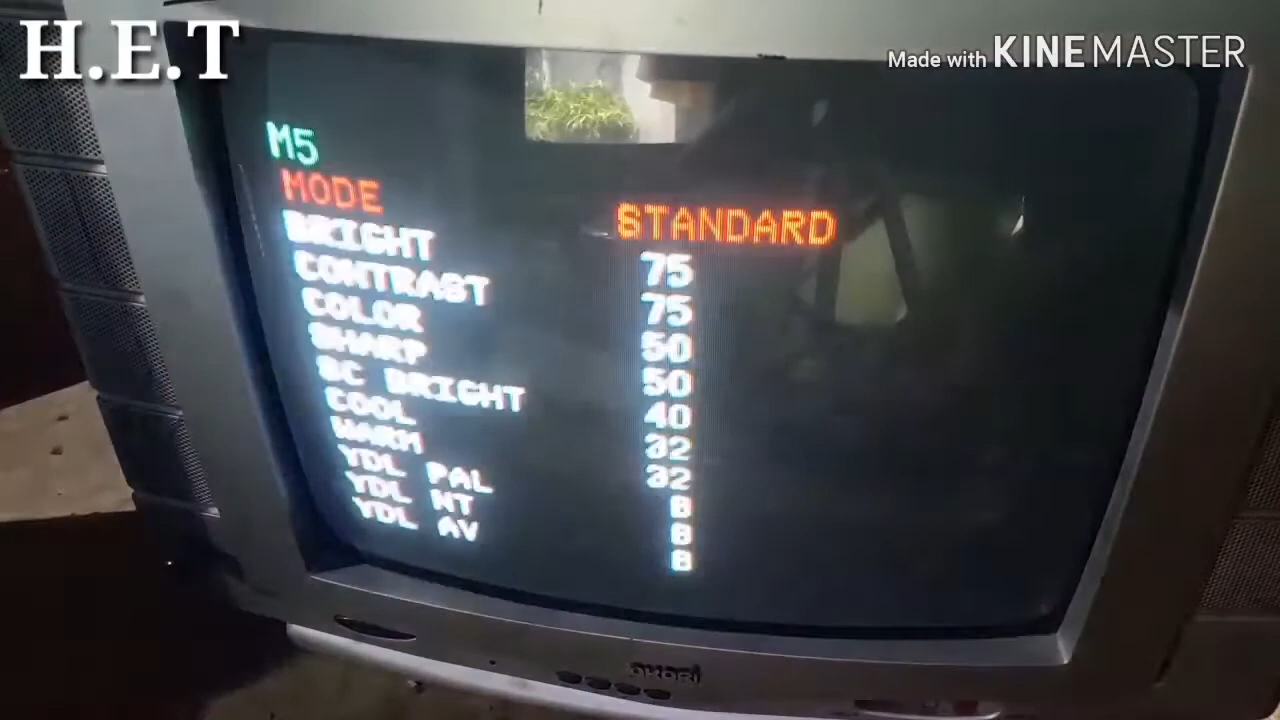 H.E.T
Made with KINEMASTER
M5
MODE STANDARD
BRIGHT 75
CONTRAST 75
COLOR 50
SHARP 50
SC BRIGHT 40
COOL 32
WARM 32
YDL PAL 8
YDL NT 8
YDL AV 8
akari